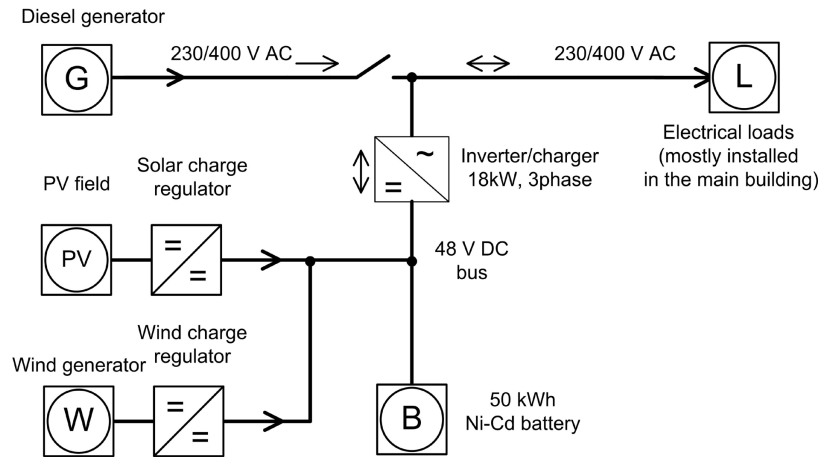 Diesel generator
G
230/400 V AC
230/400 V AC
L
Electrical loads
(mostly installed
in the main building)
~
=
Inverter/charger
18kW, 3phase
Solar charge
regulator
PV field
PV
=
=
48 V DC
bus
Wind charge
regulator
Wind generator
W
=
=
B
50 kWh
Ni-Cd battery